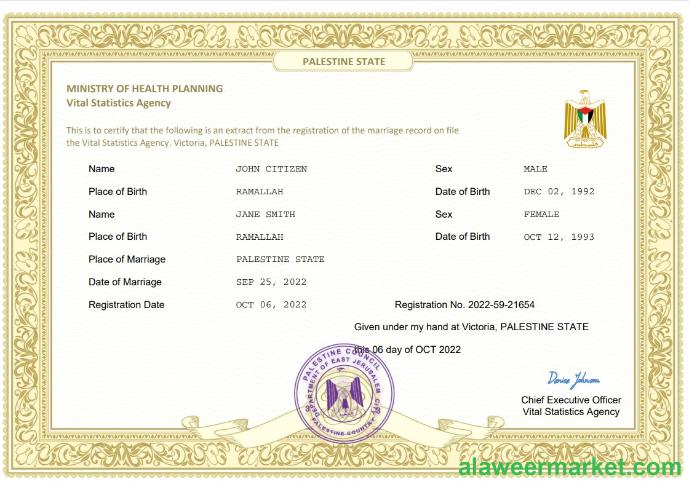 PALESTINE STATE
MINISTRY OF HEALTH PLANNING
Vital Statistics Agency
This is to certify that the following is an extract from the registration of the marriage record on file
the Vital Statistics Agency. Victoria, PALESTINE STATE
Name JOHN CITIZEN Sex MALE
Place of Birth RAMALLAH Date of Birth DEC 02, 1992
Name JANE SMITH Sex FEMALE
Place of Birth RAMALLAH Date of Birth OCT 12, 1993
Place of Marriage PALESTINE STATE
Date of Marriage SEP 25, 2022
Registration Date OCT 06, 2022 Registration No. 2022-59-21654
Given under my hand at Victoria, PALESTINE STATE
this 06 day of OCT 2022
PALESTINE COUNCIL
DEPARTMENT OF EAST JERUSALEM
PALESTINE COUNTRY
Denise Johnson
Chief Executive Officer
Vital Statistics Agency
alaweermarket.com